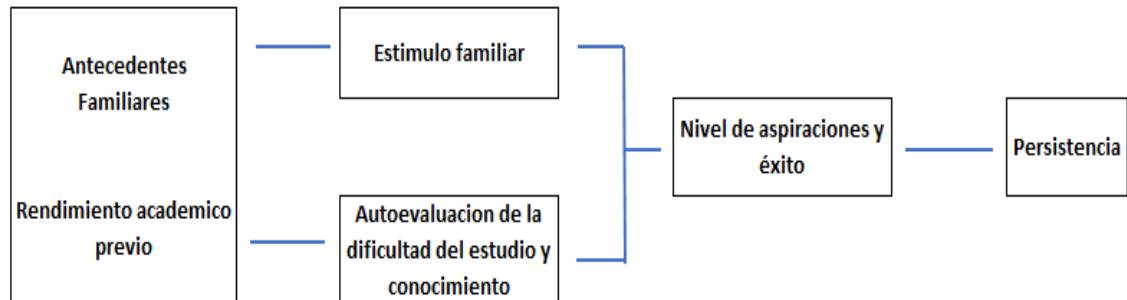 Antecedentes
Familiares
Rendimiento academico
previo
Estimulo familiar
Autoevaluacion de la
dificultad del estudio y
conocimiento
Nivel de aspiraciones y
éxito
Persistencia